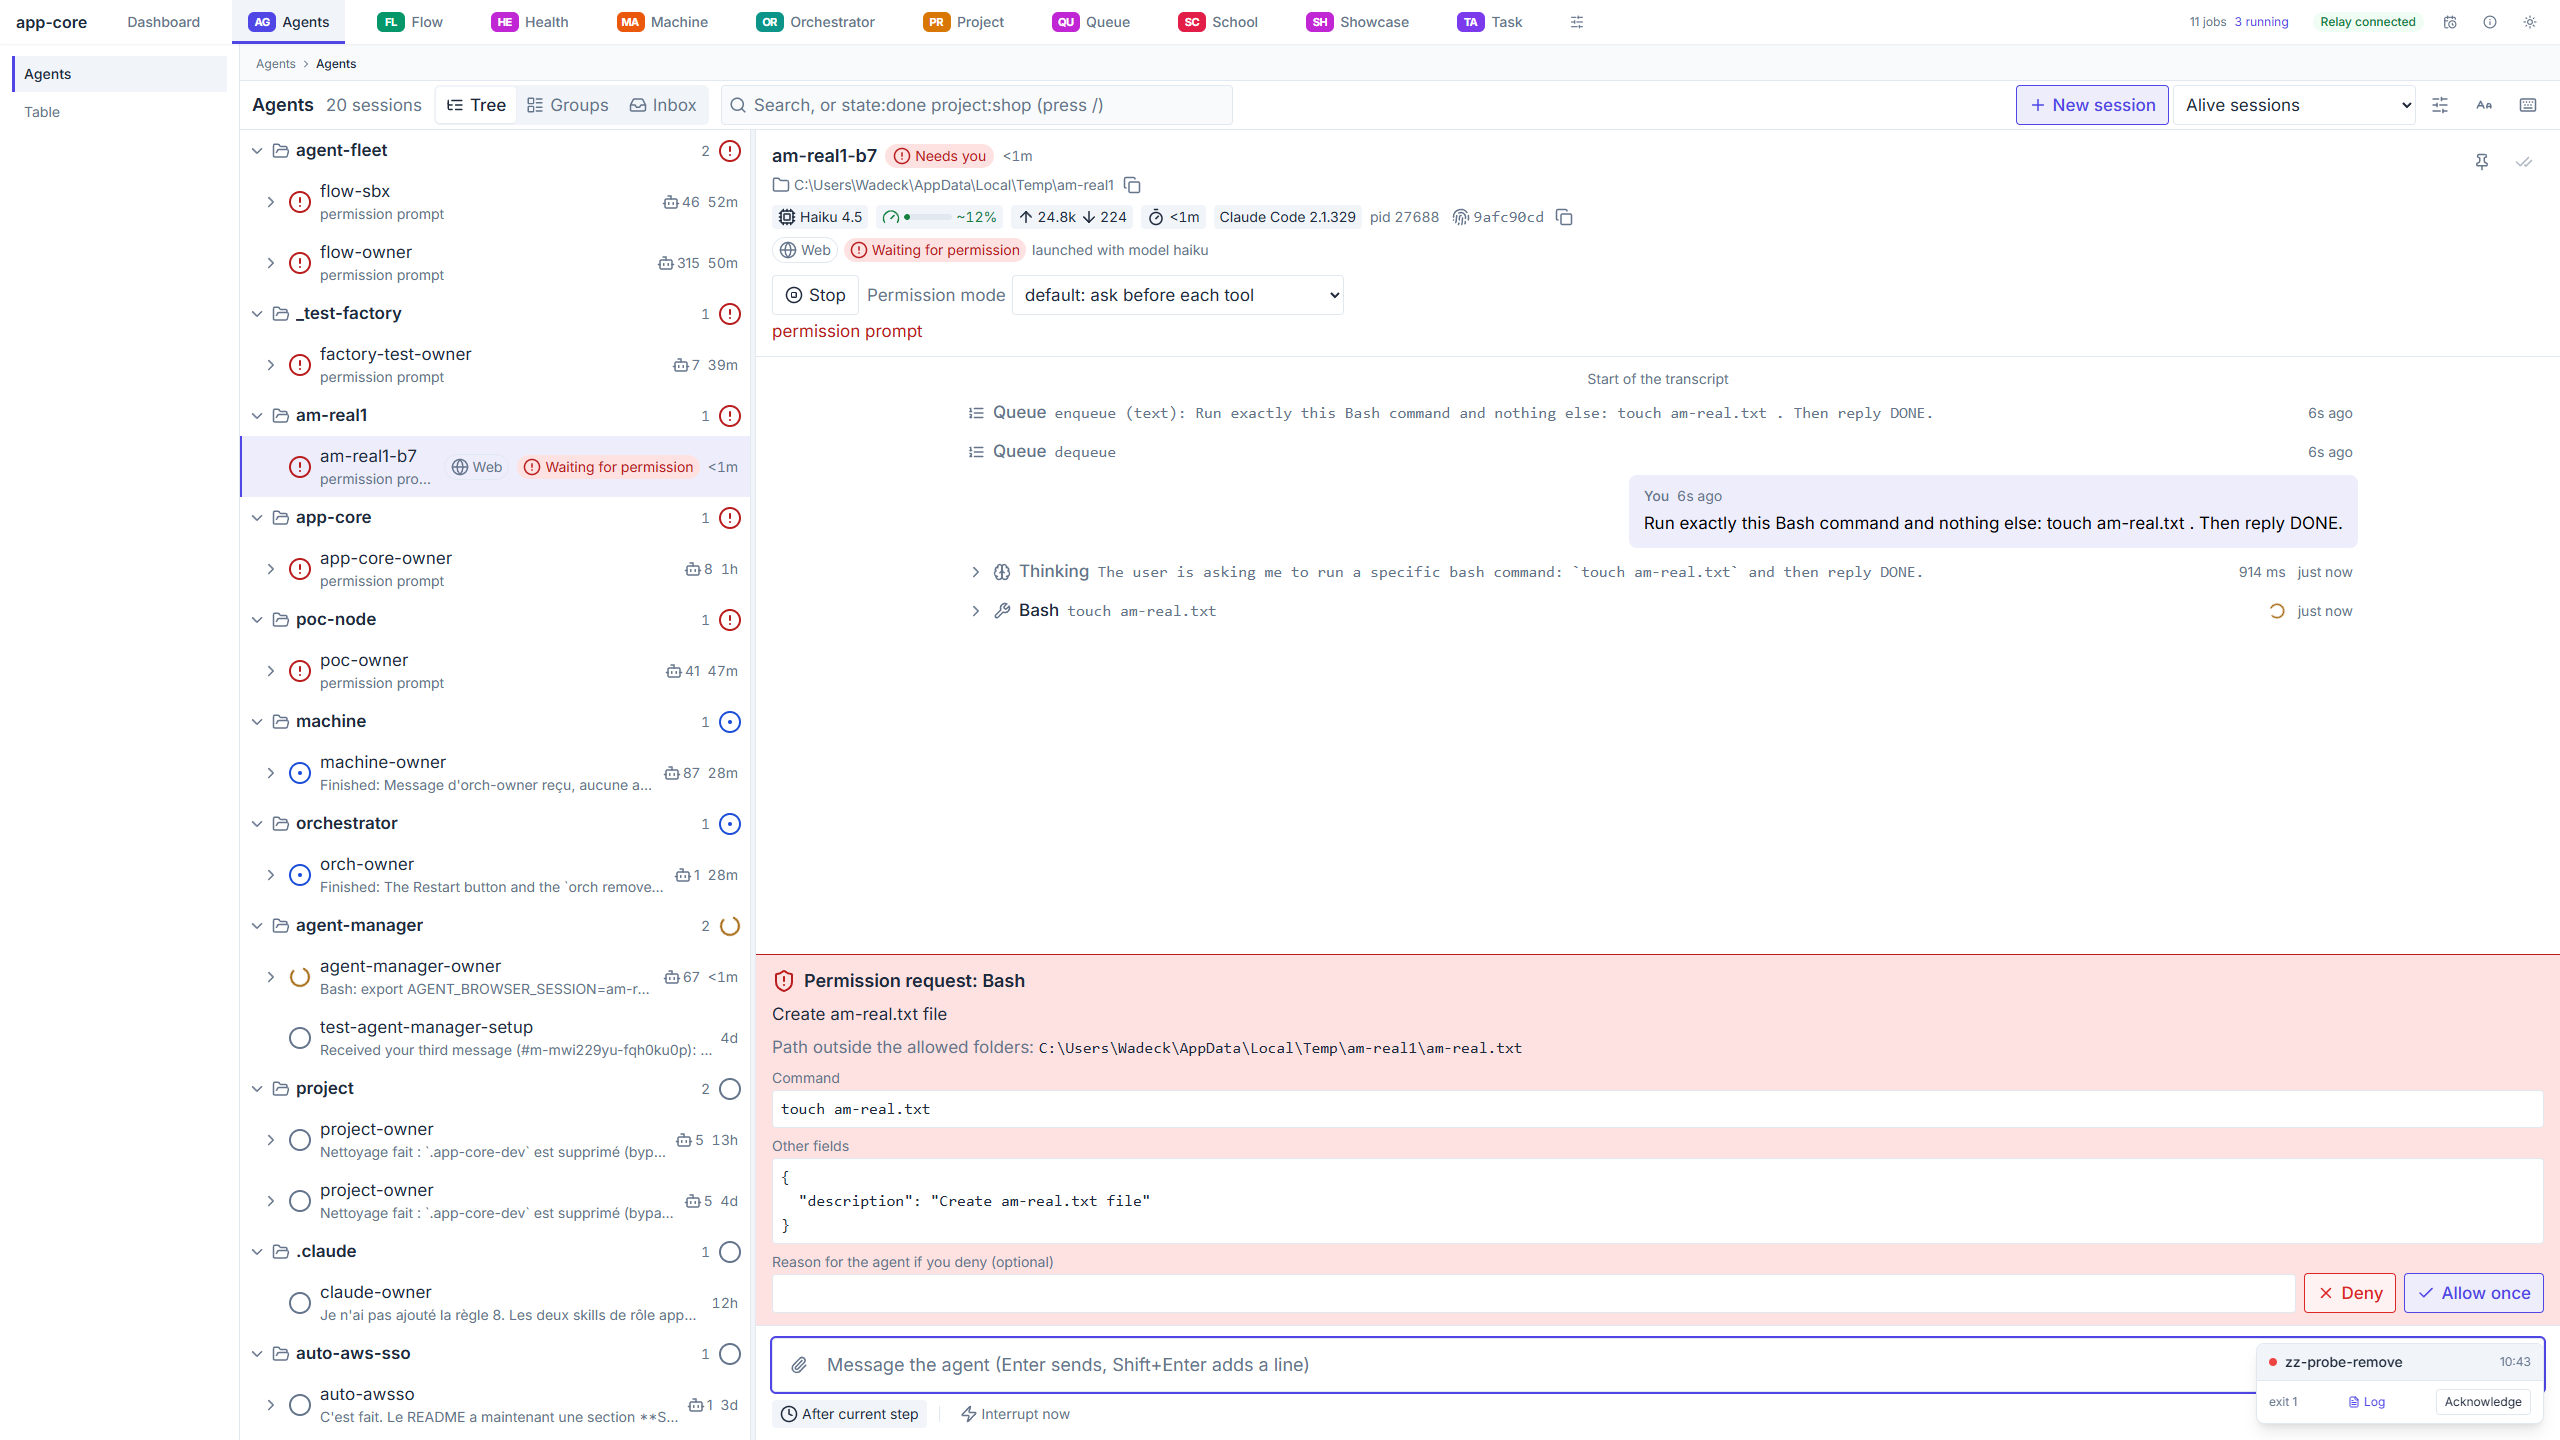 app-core Dashboard AG Agents FL Flow HE Health MA Machine OR Orchestrator PR Project QU Queue SC School SH Showcase TA Task 11 jobs 3 running Relay connected
Agents
Table
Agents > Agents
Agents 20 sessions Tree Groups Inbox Search, or state:done project:shop (press /) + New session Alive sessions AA
agent-fleet 2
flow-sbx
permission prompt
46 52m
flow-owner
permission prompt
315 50m
_test-factory 1
factory-test-owner
permission prompt
7 39m
am-real1 1
am-real1-b7
permission pro...
Web Waiting for permission <1m
app-core 1
app-core-owner
permission prompt
8 1h
poc-node 1
poc-owner
permission prompt
41 47m
machine 1
machine-owner
Finished: Message d'orch-owner reçu, aucune a...
87 28m
orchestrator 1
orch-owner
Finished: The Restart button and the `orch remove...
1 28m
agent-manager 2
agent-manager-owner
Bash: export AGENT_BROWSER_SESSION=am-r...
67 <1m
test-agent-manager-setup
Received your third message (#m-mwi229yu-fqh0ku0p): ...
4d
project 2
project-owner
Nettoyage fait : `.app-core-dev` est supprimé (byp...
5 13h
project-owner
Nettoyage fait : `.app-core-dev` est supprimé (bypa...
5 4d
.claude 1
claude-owner
Je n'ai pas ajouté la règle 8. Les deux skills de rôle app...
12h
auto-aws-sso 1
auto-awsso
C'est fait. Le README a maintenant une section **S...
1 3d
am-real1-b7 Needs you <1m
C:\Users\Wadeck\AppData\Local\Temp\am-real1
Haiku 4.5 ~12% 24.8k 224 <1m Claude Code 2.1.329 pid 27688 9afc90cd
Web Waiting for permission launched with model haiku
Stop Permission mode default: ask before each tool
permission prompt
Start of the transcript
Queue enqueue (text): Run exactly this Bash command and nothing else: touch am-real.txt . Then reply DONE. 6s ago
Queue dequeue 6s ago
You 6s ago
Run exactly this Bash command and nothing else: touch am-real.txt . Then reply DONE.
Thinking The user is asking me to run a specific bash command: `touch am-real.txt` and then reply DONE. 914 ms just now
Bash touch am-real.txt just now
Permission request: Bash
Create am-real.txt file
Path outside the allowed folders: C:\Users\Wadeck\AppData\Local\Temp\am-real1\am-real.txt
Command
touch am-real.txt
Other fields
{
"description": "Create am-real.txt file"
}
Reason for the agent if you deny (optional)
Deny Allow once
Message the agent (Enter sends, Shift+Enter adds a line)
After current step Interrupt now
zz-probe-remove 10:43
exit 1 Log Acknowledge